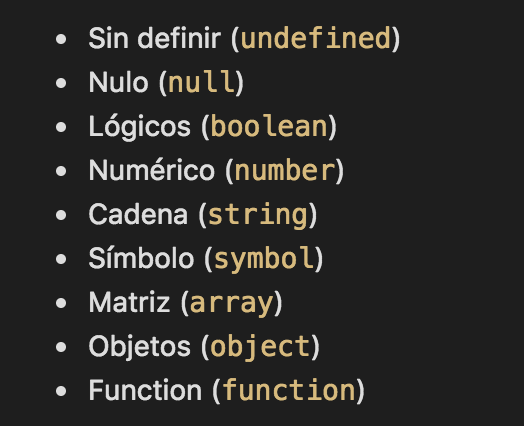 • Sin definir (undefined)
• Nulo (null)
• Lógicos (boolean)
• Numérico (number)
• Cadena (string)
• Símbolo (symbol)
• Matriz (array)
• Objetos (object)
• Function (function)